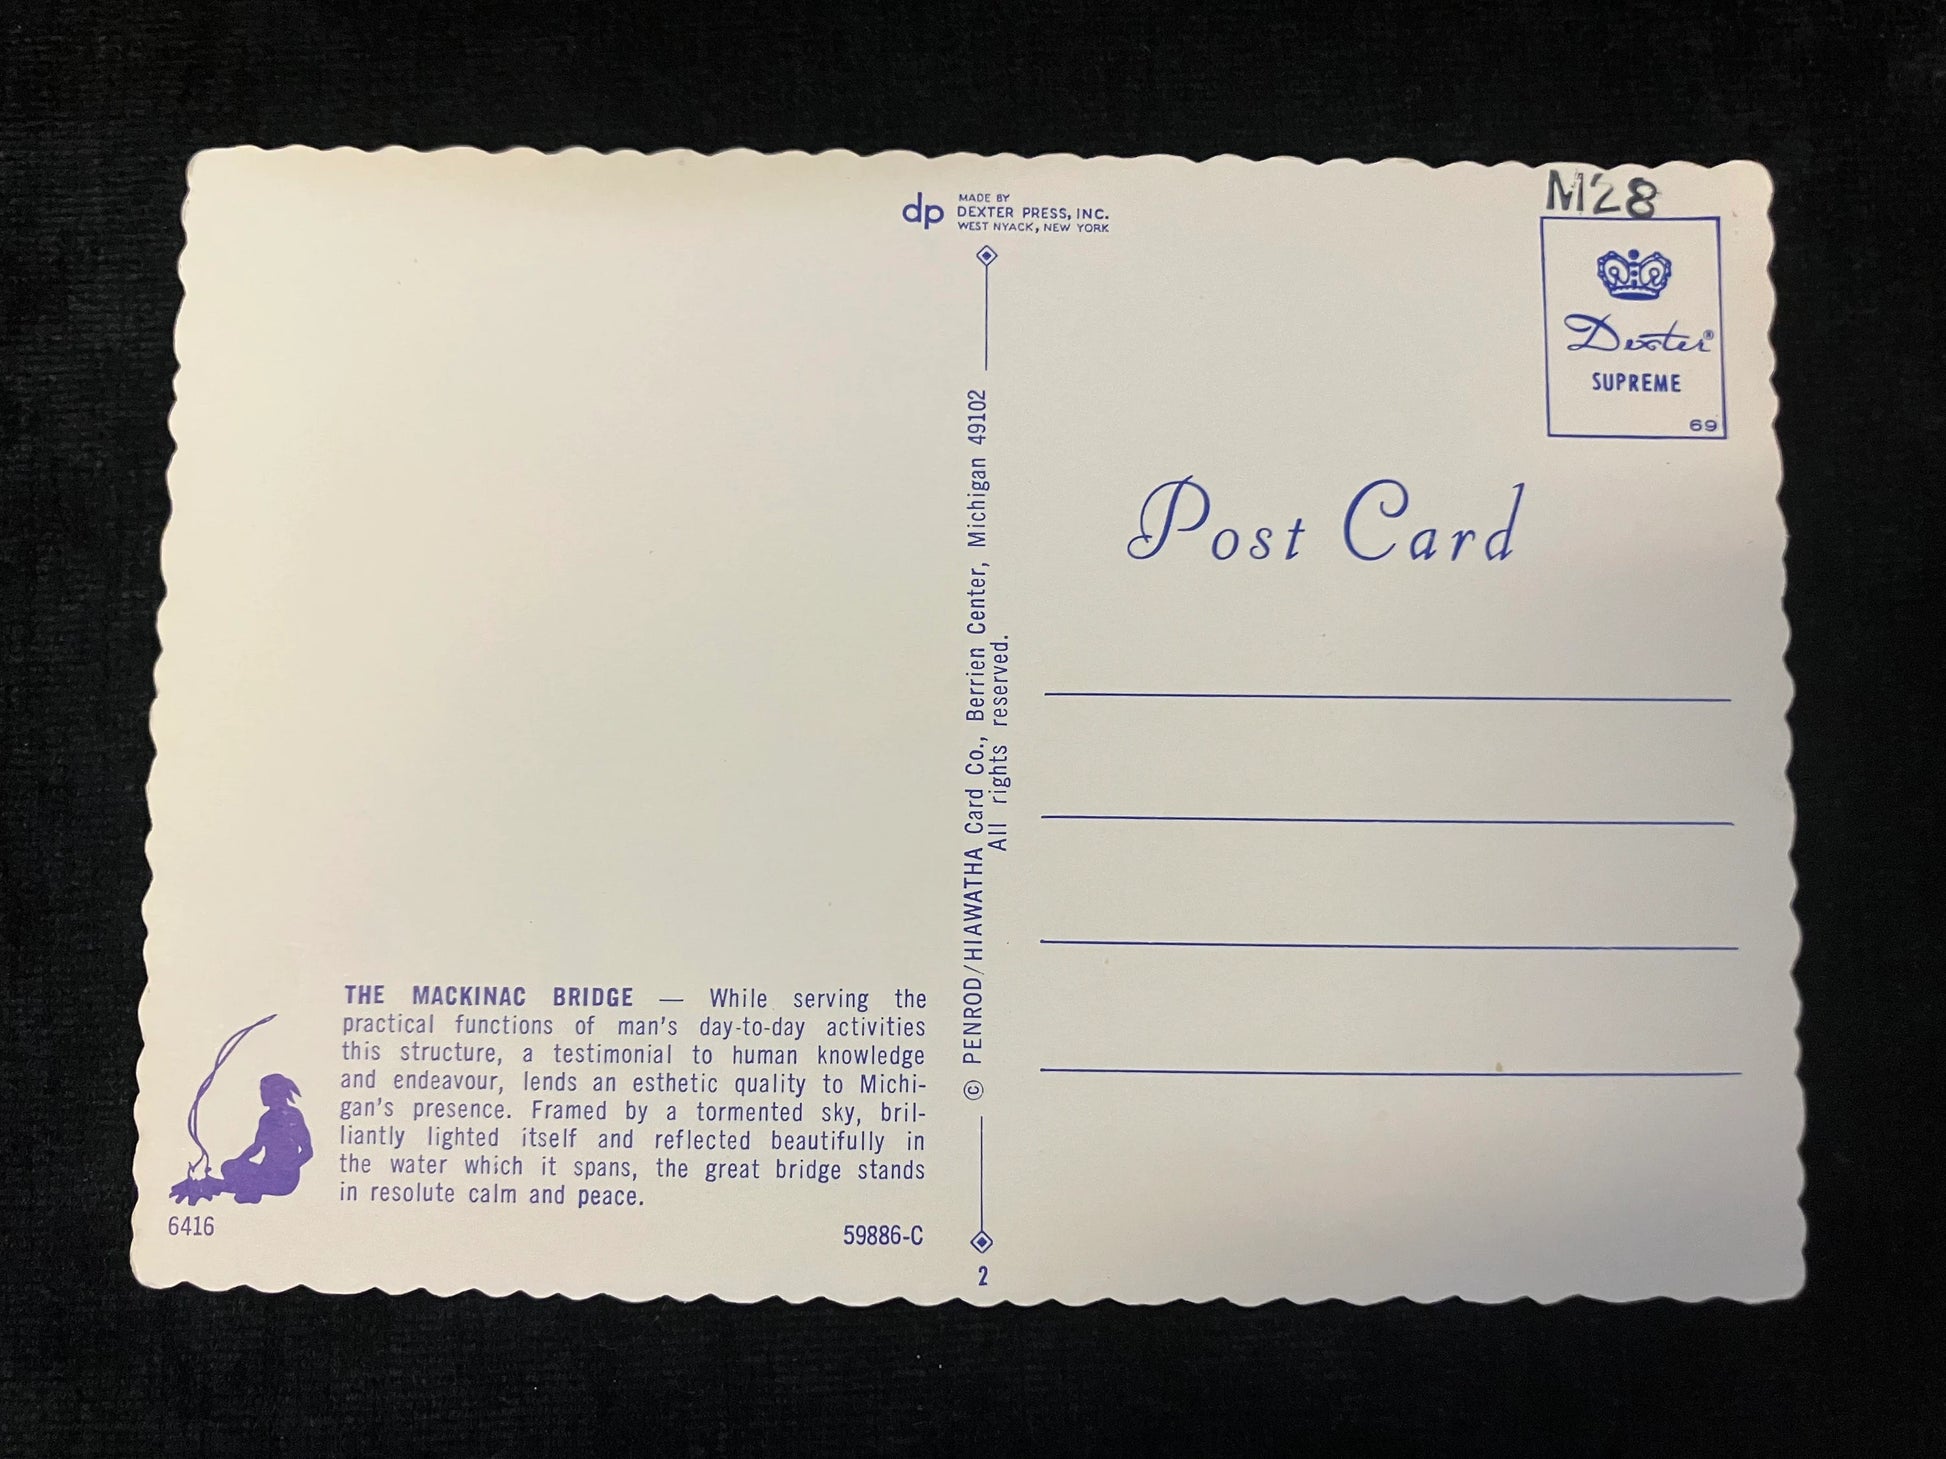 dp
MADE BY
DEXTER PRESS, INC.
WEST NYACK, NEW YORK
M28
Dexter®
SUPREME
69
Post Card
© PENROD/HIAWATHA Card Co., Berrien Center, Michigan 49102
All rights reserved.
THE MACKINAC BRIDGE — While serving the
practical functions of man's day-to-day activities
this structure, a testimonial to human knowledge
and endeavour, lends an esthetic quality to Michi-
gan's presence. Framed by a tormented sky, bril-
liantly lighted itself and reflected beautifully in
the water which it spans, the great bridge stands
in resolute calm and peace.
6416
59886-C
2